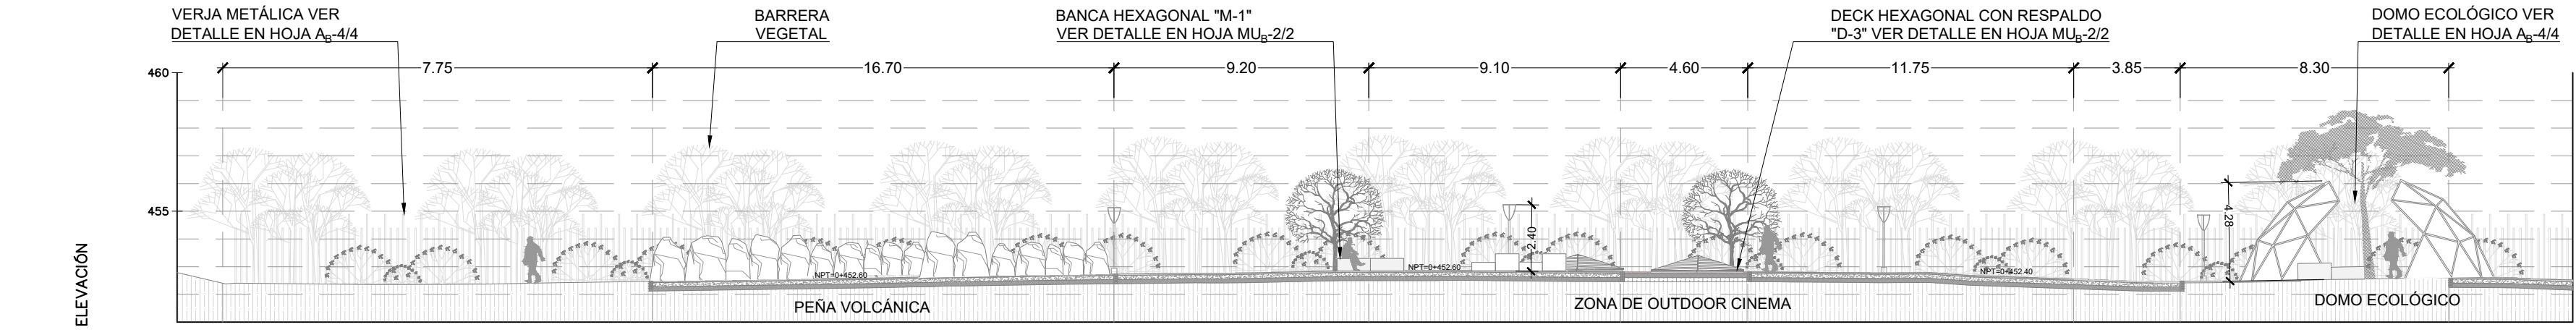 VERJA METÁLICA VER
DETALLE EN HOJA AB-4/4
BARRERA
VEGETAL
BANCA HEXAGONAL "M-1"
VER DETALLE EN HOJA MUB-2/2
DECK HEXAGONAL CON RESPALDO
"D-3" VER DETALLE EN HOJA MUB-2/2
DOMO ECOLÓGICO VER
DETALLE EN HOJA AB-4/4
460
7.75
16.70
9.20
9.10
4.60
11.75
3.85
8.30
455
2.40
4.28
ELEVACIÓN
NPT=0+452.60
NPT=0+452.60
NPT=0+452.40
PEÑA VOLCÁNICA
ZONA DE OUTDOOR CINEMA
DOMO ECOLÓGICO